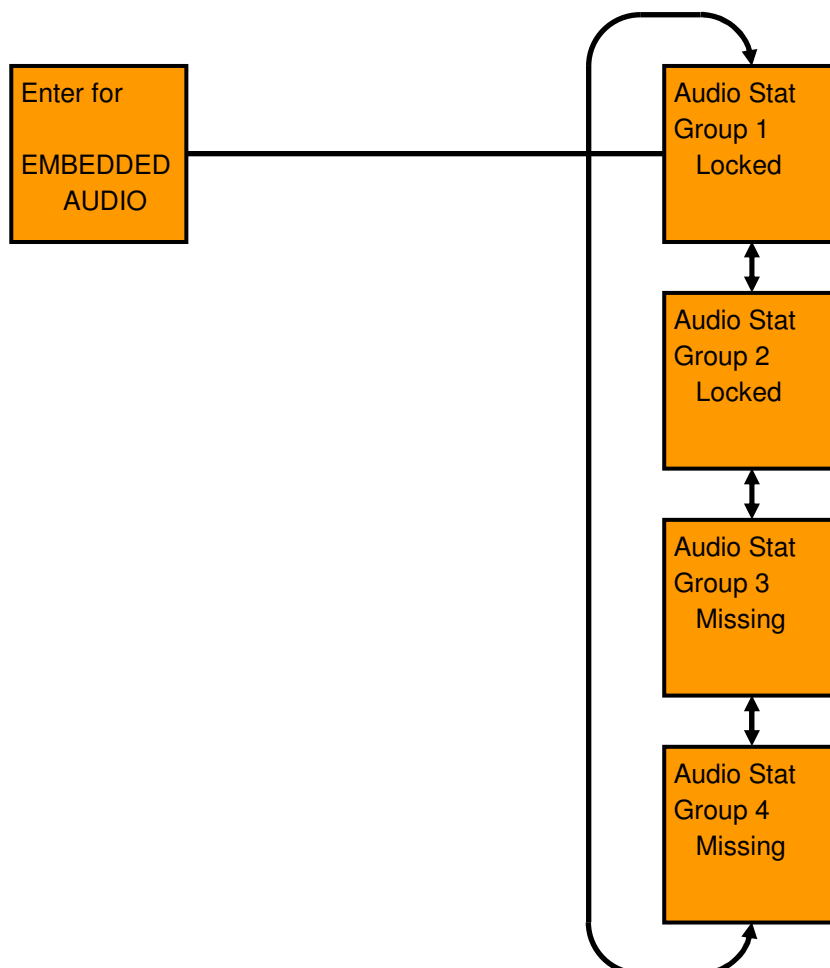 Enter for
EMBEDDED
AUDIO
Audio Stat
Group 1
Locked
Audio Stat
Group 2
Locked
Audio Stat
Group 3
Missing
Audio Stat
Group 4
Missing